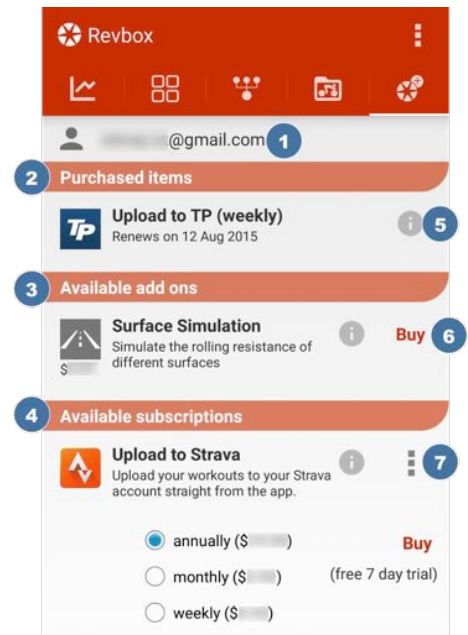 Revbox
@gmail.com 1
2 Purchased items
TP Upload to TP (weekly)
Renews on 12 Aug 2015
i 5
3 Available add ons
Surface Simulation
Simulate the rolling resistance of
different surfaces
$
i Buy 6
4 Available subscriptions
Upload to Strava
Upload your workouts to your Strava
account straight from the app.
i 7
annually ($ )
Buy
monthly ($ )
(free 7 day trial)
weekly ($ )